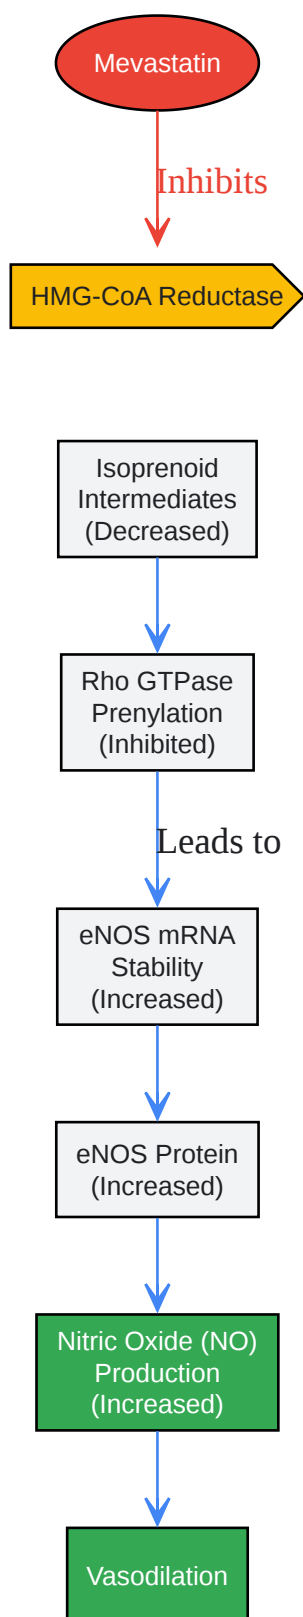 Mevastatin
Inhibits
HMG-CoA Reductase
Isoprenoid
Intermediates
(Decreased)
Rho GTPase
Prenylation
(Inhibited)
Leads to
eNOS mRNA
Stability
(Increased)
eNOS Protein
(Increased)
Nitric Oxide (NO)
Production
(Increased)
Vasodilation